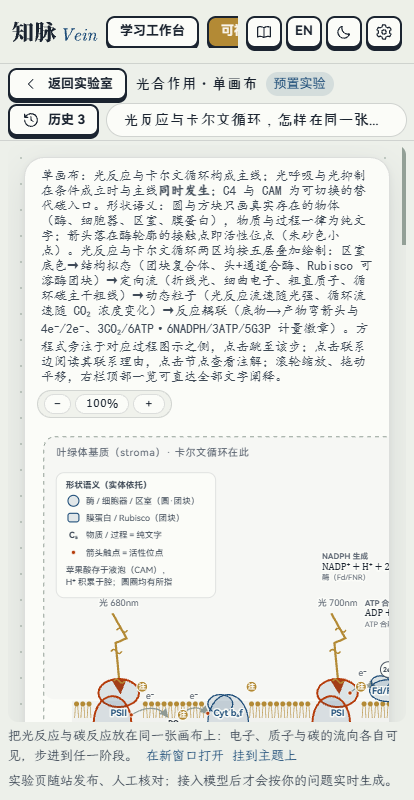 知脉 Vein 学习工作台 EN
返回实验室 光合作用・单画布 预置实验
历史 3 光反应与卡尔文循环，怎样在同一张…
单画布：光反应与卡尔文循环构成主线；光呼吸与光抑制
在条件成立时与主线同时发生；C4 与 CAM 为可切换的替
代碳入口。形状语义：圆与方块只画真实存在的物体
（酶、细胞器、区室、膜蛋白），物质与过程一律为纯文
字；箭头落在酶轮廓的接触点即活性位点（朱砂色小
点）。光反应与卡尔文循环两区均按五层叠加绘制：区室
底色→结构拟态（团块复合体、头+通道合酶、Rubisco 可
溶酶团块）→定向流（折线光、细曲电子、粗直质子、循
环碳主干粗线）→动态粒子（光反应流速随光强、循环流
速随 CO₂ 浓度变化）→反应耦联（底物⟶产物弯箭头与
4e⁻/2e⁻、3CO₂/6ATP・6NADPH/3ATP/5G3P 计量徽章）。方
程式旁注于对应过程图示之侧，点击跳至该步；点击联系
边阅读其联系理由，点击节点查看注解；滚轮缩放、拖动
平移，右栏顶部一览可直达全部文字阐释。
− 100% +
叶绿体基质（stroma）· 卡尔文循环在此
形状语义（实体依托）
酶 / 细胞器 / 区室（圆·团块）
膜蛋白 / Rubisco（团块）
C₃ 物质 / 过程 = 纯文字
箭头触点 = 活性位点
苹果酸存于液泡（CAM），
H⁺ 积累于腔；圆圈均有所指
NADPH 生成
NADP⁺ + H⁺ + 2
酶（Fd/FNR）
光 680nm
光 700nm
ATP 合
ADP +
ATP 合
e⁻ e⁻ e⁻
PSII Cyt b₆f PSI Fd/F
把光反应与碳反应放在同一张画布上：电子、质子与碳的流向各自可
见，步进到任一阶段。 在新窗口打开 挂到主题上
实验页随站发布、人工核对；接入模型后才会按你的问题实时生成。